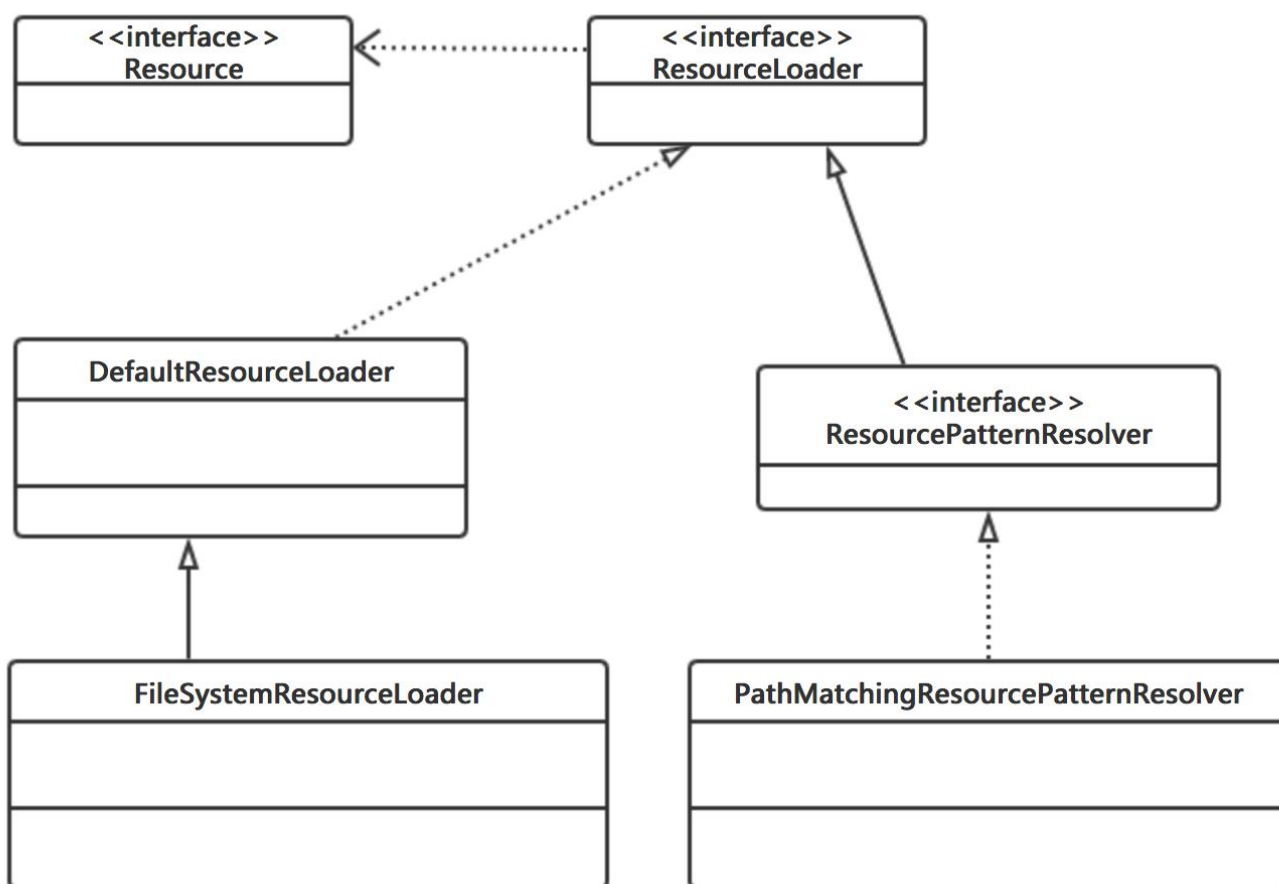 <<interface>>
Resource
<<interface>>
ResourceLoader
DefaultResourceLoader
<<interface>>
ResourcePatternResolver
FileSystemResourceLoader
PathMatchingResourcePatternResolver